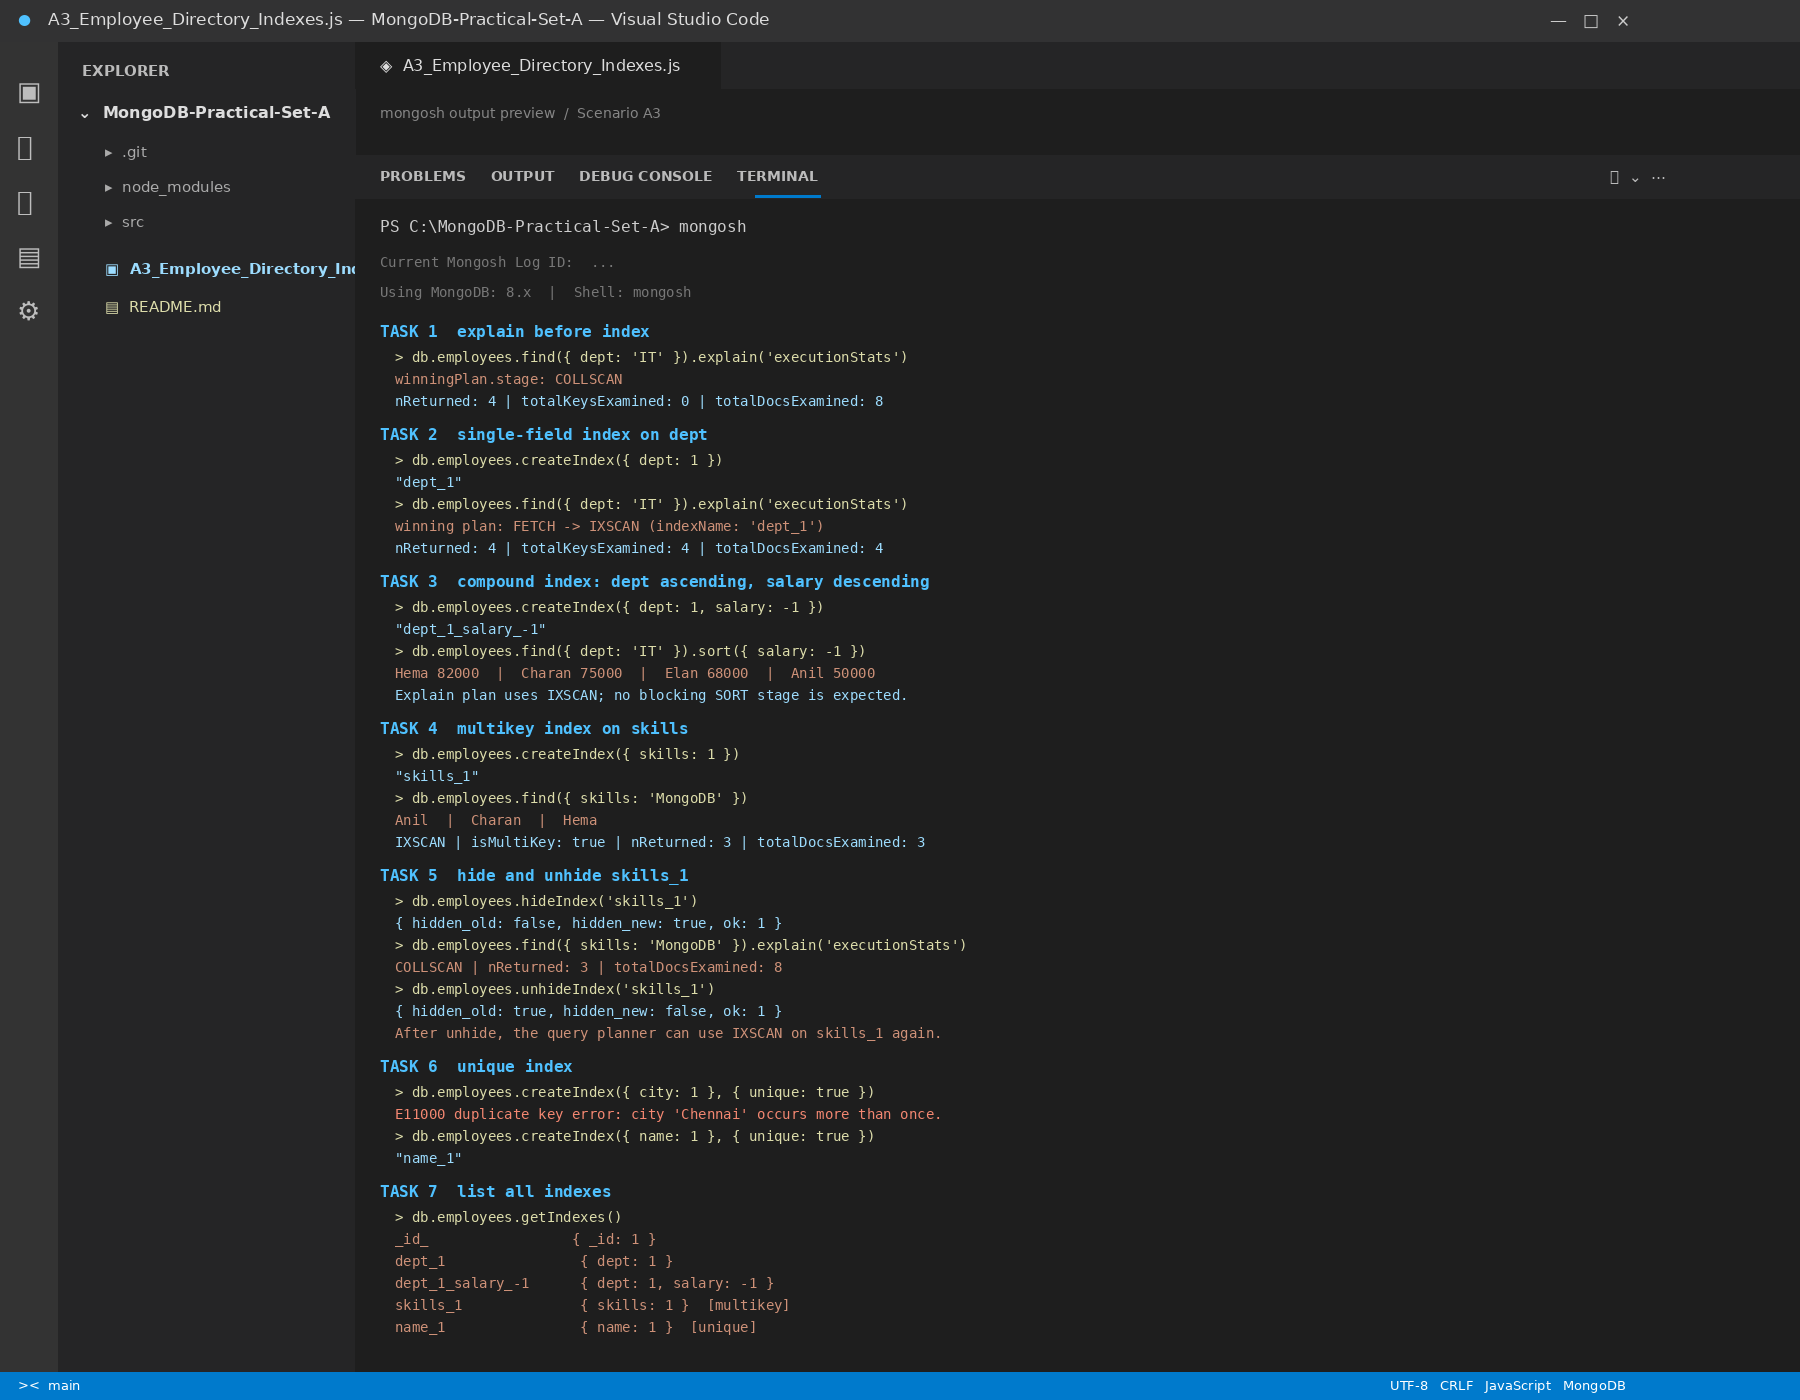 A3_Employee_Directory_Indexes.js — MongoDB-Practical-Set-A — Visual Studio Code
EXPLORER
MongoDB-Practical-Set-A
.git
node_modules
src
A3_Employee_Directory_Ind
README.md
A3_Employee_Directory_Indexes.js
mongosh output preview / Scenario A3
PROBLEMS OUTPUT DEBUG CONSOLE TERMINAL
PS C:\MongoDB-Practical-Set-A> mongosh
Current Mongosh Log ID: ...
Using MongoDB: 8.x | Shell: mongosh
TASK 1 explain before index
> db.employees.find({ dept: 'IT' }).explain('executionStats')
winningPlan.stage: COLLSCAN
nReturned: 4 | totalKeysExamined: 0 | totalDocsExamined: 8
TASK 2 single-field index on dept
> db.employees.createIndex({ dept: 1 })
"dept_1"
> db.employees.find({ dept: 'IT' }).explain('executionStats')
winning plan: FETCH -> IXSCAN (indexName: 'dept_1')
nReturned: 4 | totalKeysExamined: 4 | totalDocsExamined: 4
TASK 3 compound index: dept ascending, salary descending
> db.employees.createIndex({ dept: 1, salary: -1 })
"dept_1_salary_-1"
> db.employees.find({ dept: 'IT' }).sort({ salary: -1 })
Hema 82000 | Charan 75000 | Elan 68000 | Anil 50000
Explain plan uses IXSCAN; no blocking SORT stage is expected.
TASK 4 multikey index on skills
> db.employees.createIndex({ skills: 1 })
"skills_1"
> db.employees.find({ skills: 'MongoDB' })
Anil | Charan | Hema
IXSCAN | isMultiKey: true | nReturned: 3 | totalDocsExamined: 3
TASK 5 hide and unhide skills_1
> db.employees.hideIndex('skills_1')
{ hidden_old: false, hidden_new: true, ok: 1 }
> db.employees.find({ skills: 'MongoDB' }).explain('executionStats')
COLLSCAN | nReturned: 3 | totalDocsExamined: 8
> db.employees.unhideIndex('skills_1')
{ hidden_old: true, hidden_new: false, ok: 1 }
After unhide, the query planner can use IXSCAN on skills_1 again.
TASK 6 unique index
> db.employees.createIndex({ city: 1 }, { unique: true })
E11000 duplicate key error: city 'Chennai' occurs more than once.
> db.employees.createIndex({ name: 1 }, { unique: true })
"name_1"
TASK 7 list all indexes
> db.employees.getIndexes()
_id_ { _id: 1 }
dept_1 { dept: 1 }
dept_1_salary_-1 { dept: 1, salary: -1 }
skills_1 { skills: 1 } [multikey]
name_1 { name: 1 } [unique]
>< main UTF-8 CRLF JavaScript MongoDB